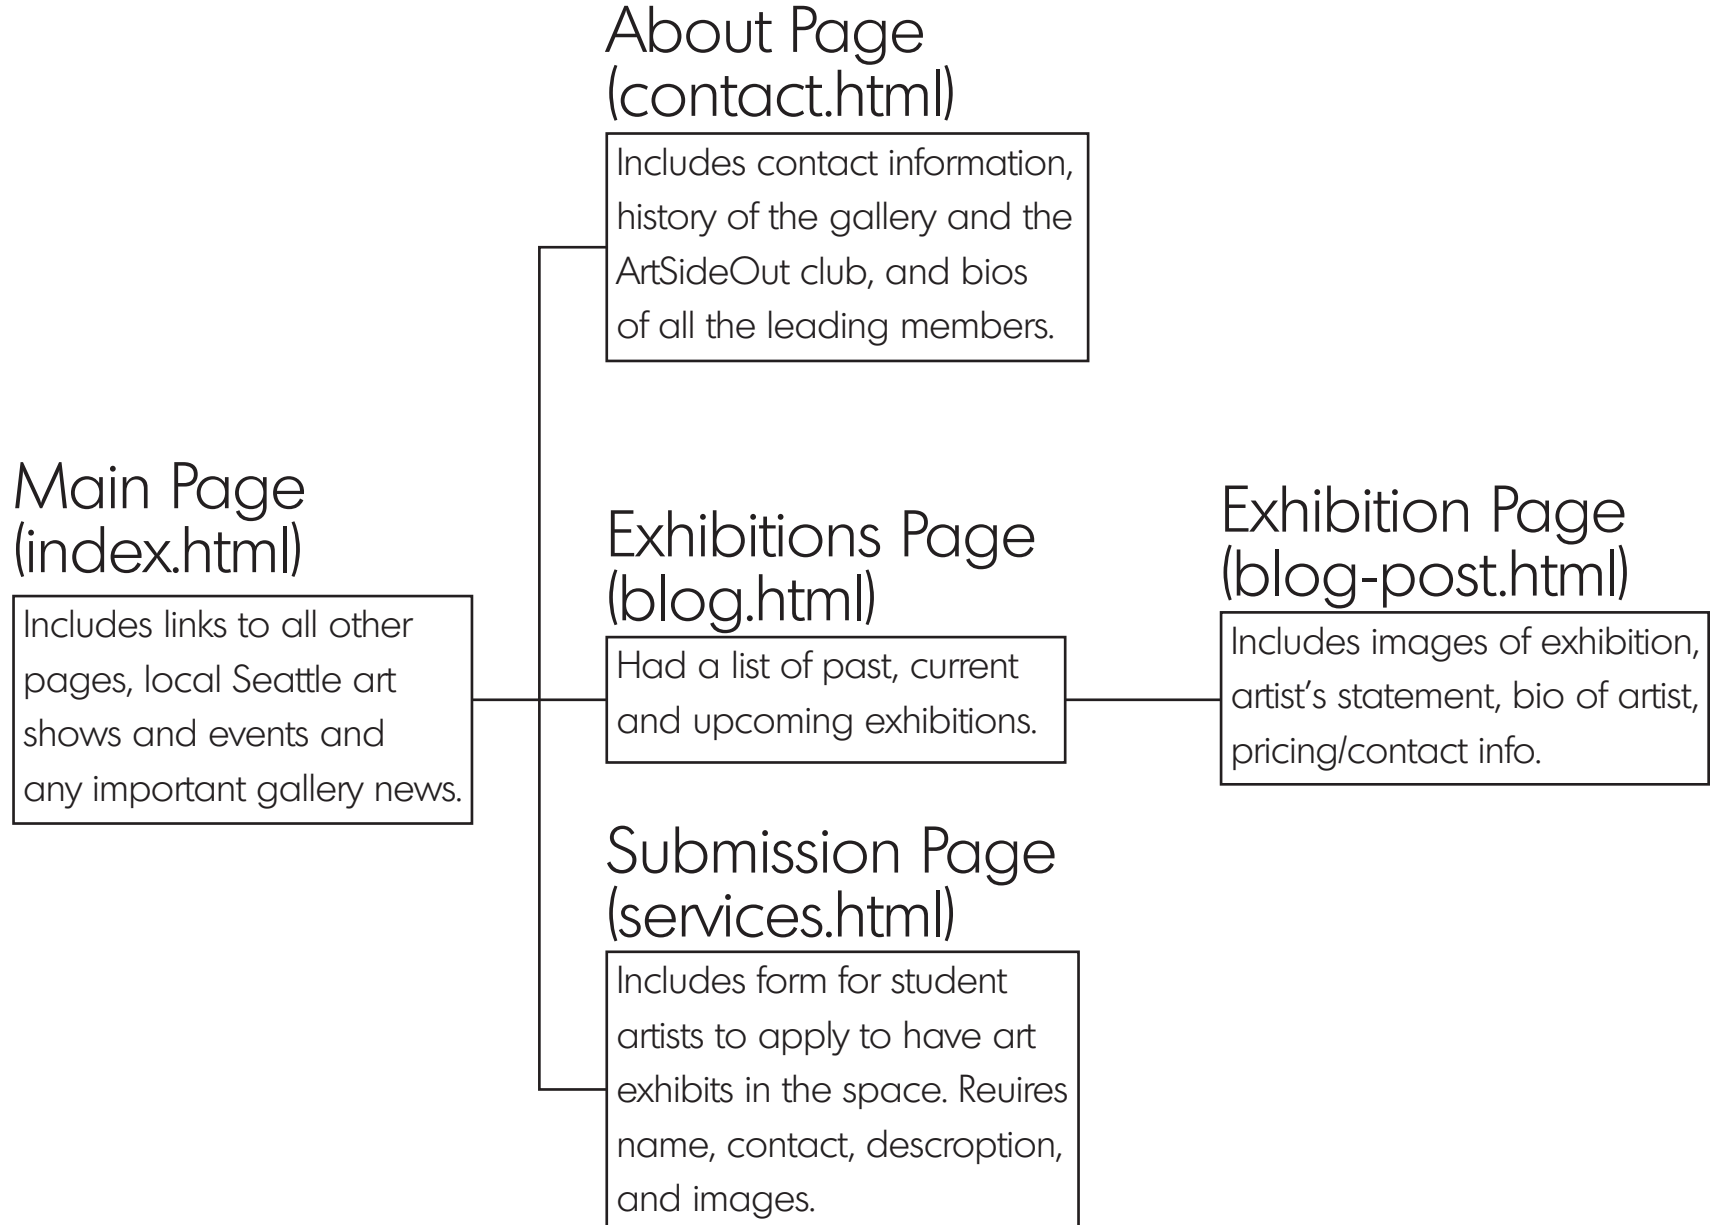 About Page
(contact.html)
Includes contact information,
history of the gallery and the
ArtSideOut club, and bios
of all the leading members.
Main Page
(index.html)
Includes links to all other
pages, local Seattle art
shows and events and
any important gallery news.
Exhibitions Page
(blog.html)
Had a list of past, current
and upcoming exhibitions.
Exhibition Page
(blog-post.html)
Includes images of exhibition,
artist’s statement, bio of artist,
pricing/contact info.
Submission Page
(services.html)
Includes form for student
artists to apply to have art
exhibits in the space. Reuires
name, contact, descroption,
and images.